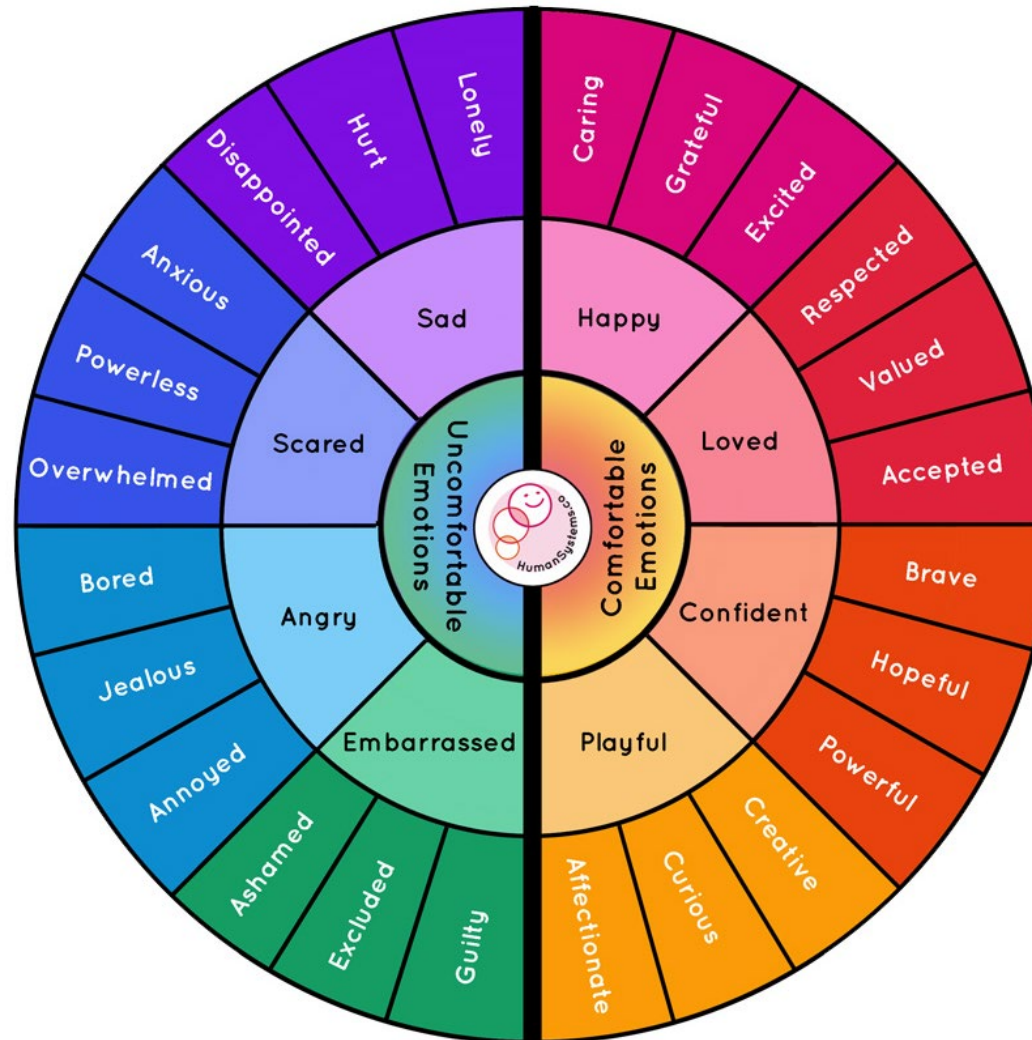 Uncomfortable
Emotions
Comfortable
Emotions
HumanSystems.co
Happy
Caring
Grateful
Excited
Loved
Respected
Valued
Accepted
Confident
Brave
Hopeful
Powerful
Playful
Creative
Curious
Affectionate
Embarrassed
Guilty
Excluded
Ashamed
Angry
Annoyed
Jealous
Bored
Scared
Overwhelmed
Powerless
Anxious
Sad
Disappointed
Hurt
Lonely